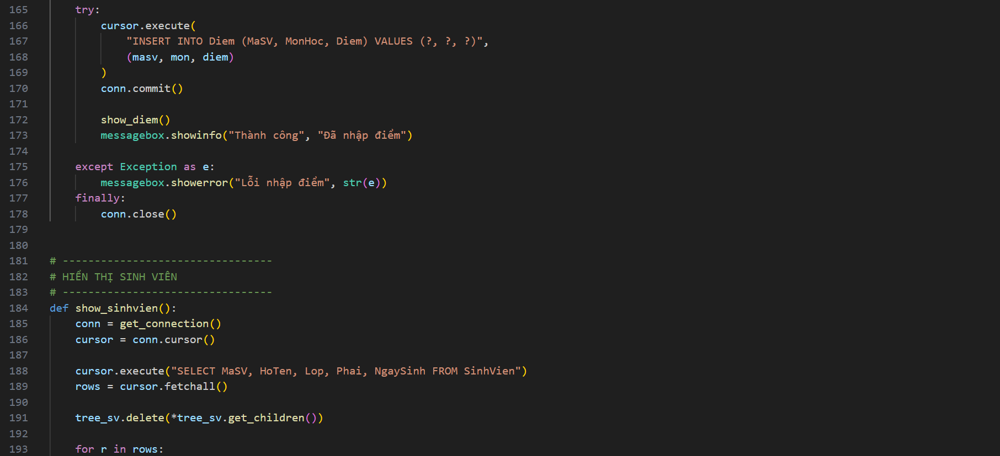 165 try:
166 cursor.execute(
167 "INSERT INTO Diem (MaSV, MonHoc, Diem) VALUES (?, ?, ?)",
168 (masv, mon, diem)
169 )
170 conn.commit()
171
172 show_diem()
173 messagebox.showinfo("Thành công", "Đã nhập điểm")
174
175 except Exception as e:
176 messagebox.showerror("Lỗi nhập điểm", str(e))
177 finally:
178 conn.close()
179
180
181 # ---------------------------------
182 # HIỂN THỊ SINH VIÊN
183 # ---------------------------------
184 def show_sinhvien():
185 conn = get_connection()
186 cursor = conn.cursor()
187
188 cursor.execute("SELECT MaSV, HoTen, Lop, Phai, NgaySinh FROM SinhVien")
189 rows = cursor.fetchall()
190
191 tree_sv.delete(*tree_sv.get_children())
192
193 for r in rows: